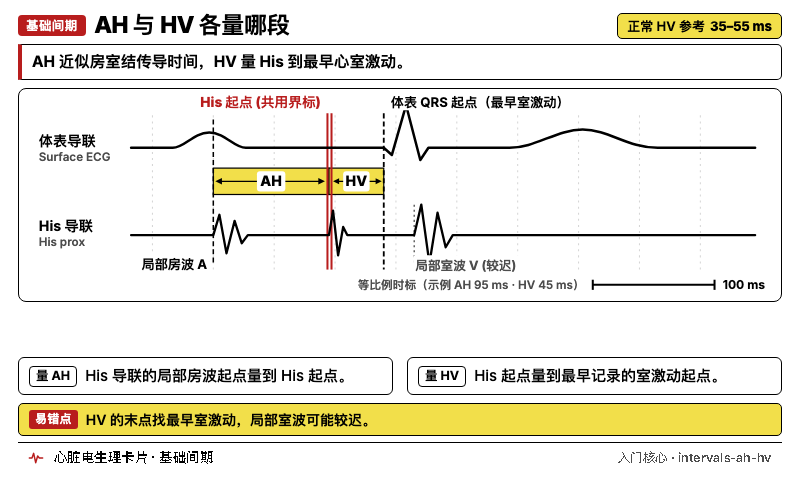 基础间期 AH 与 HV 各量哪段
正常 HV 参考 35–55 ms
AH 近似房室结传导时间，HV 量 His 到最早心室激动。
His 起点 (共用界标)
体表 QRS 起点（最早室激动）
体表导联
Surface ECG
AH
HV
His 导联
His prox
局部房波 A
局部室波 V (较迟)
等比例时标（示例 AH 95 ms · HV 45 ms）
100 ms
量 AH His 导联的局部房波起点量到 His 起点。
量 HV His 起点量到最早记录的室激动起点。
易错点 HV 的末点找最早室激动，局部室波可能较迟。
心脏电生理卡片 · 基础间期
入门核心 · intervals-ah-hv